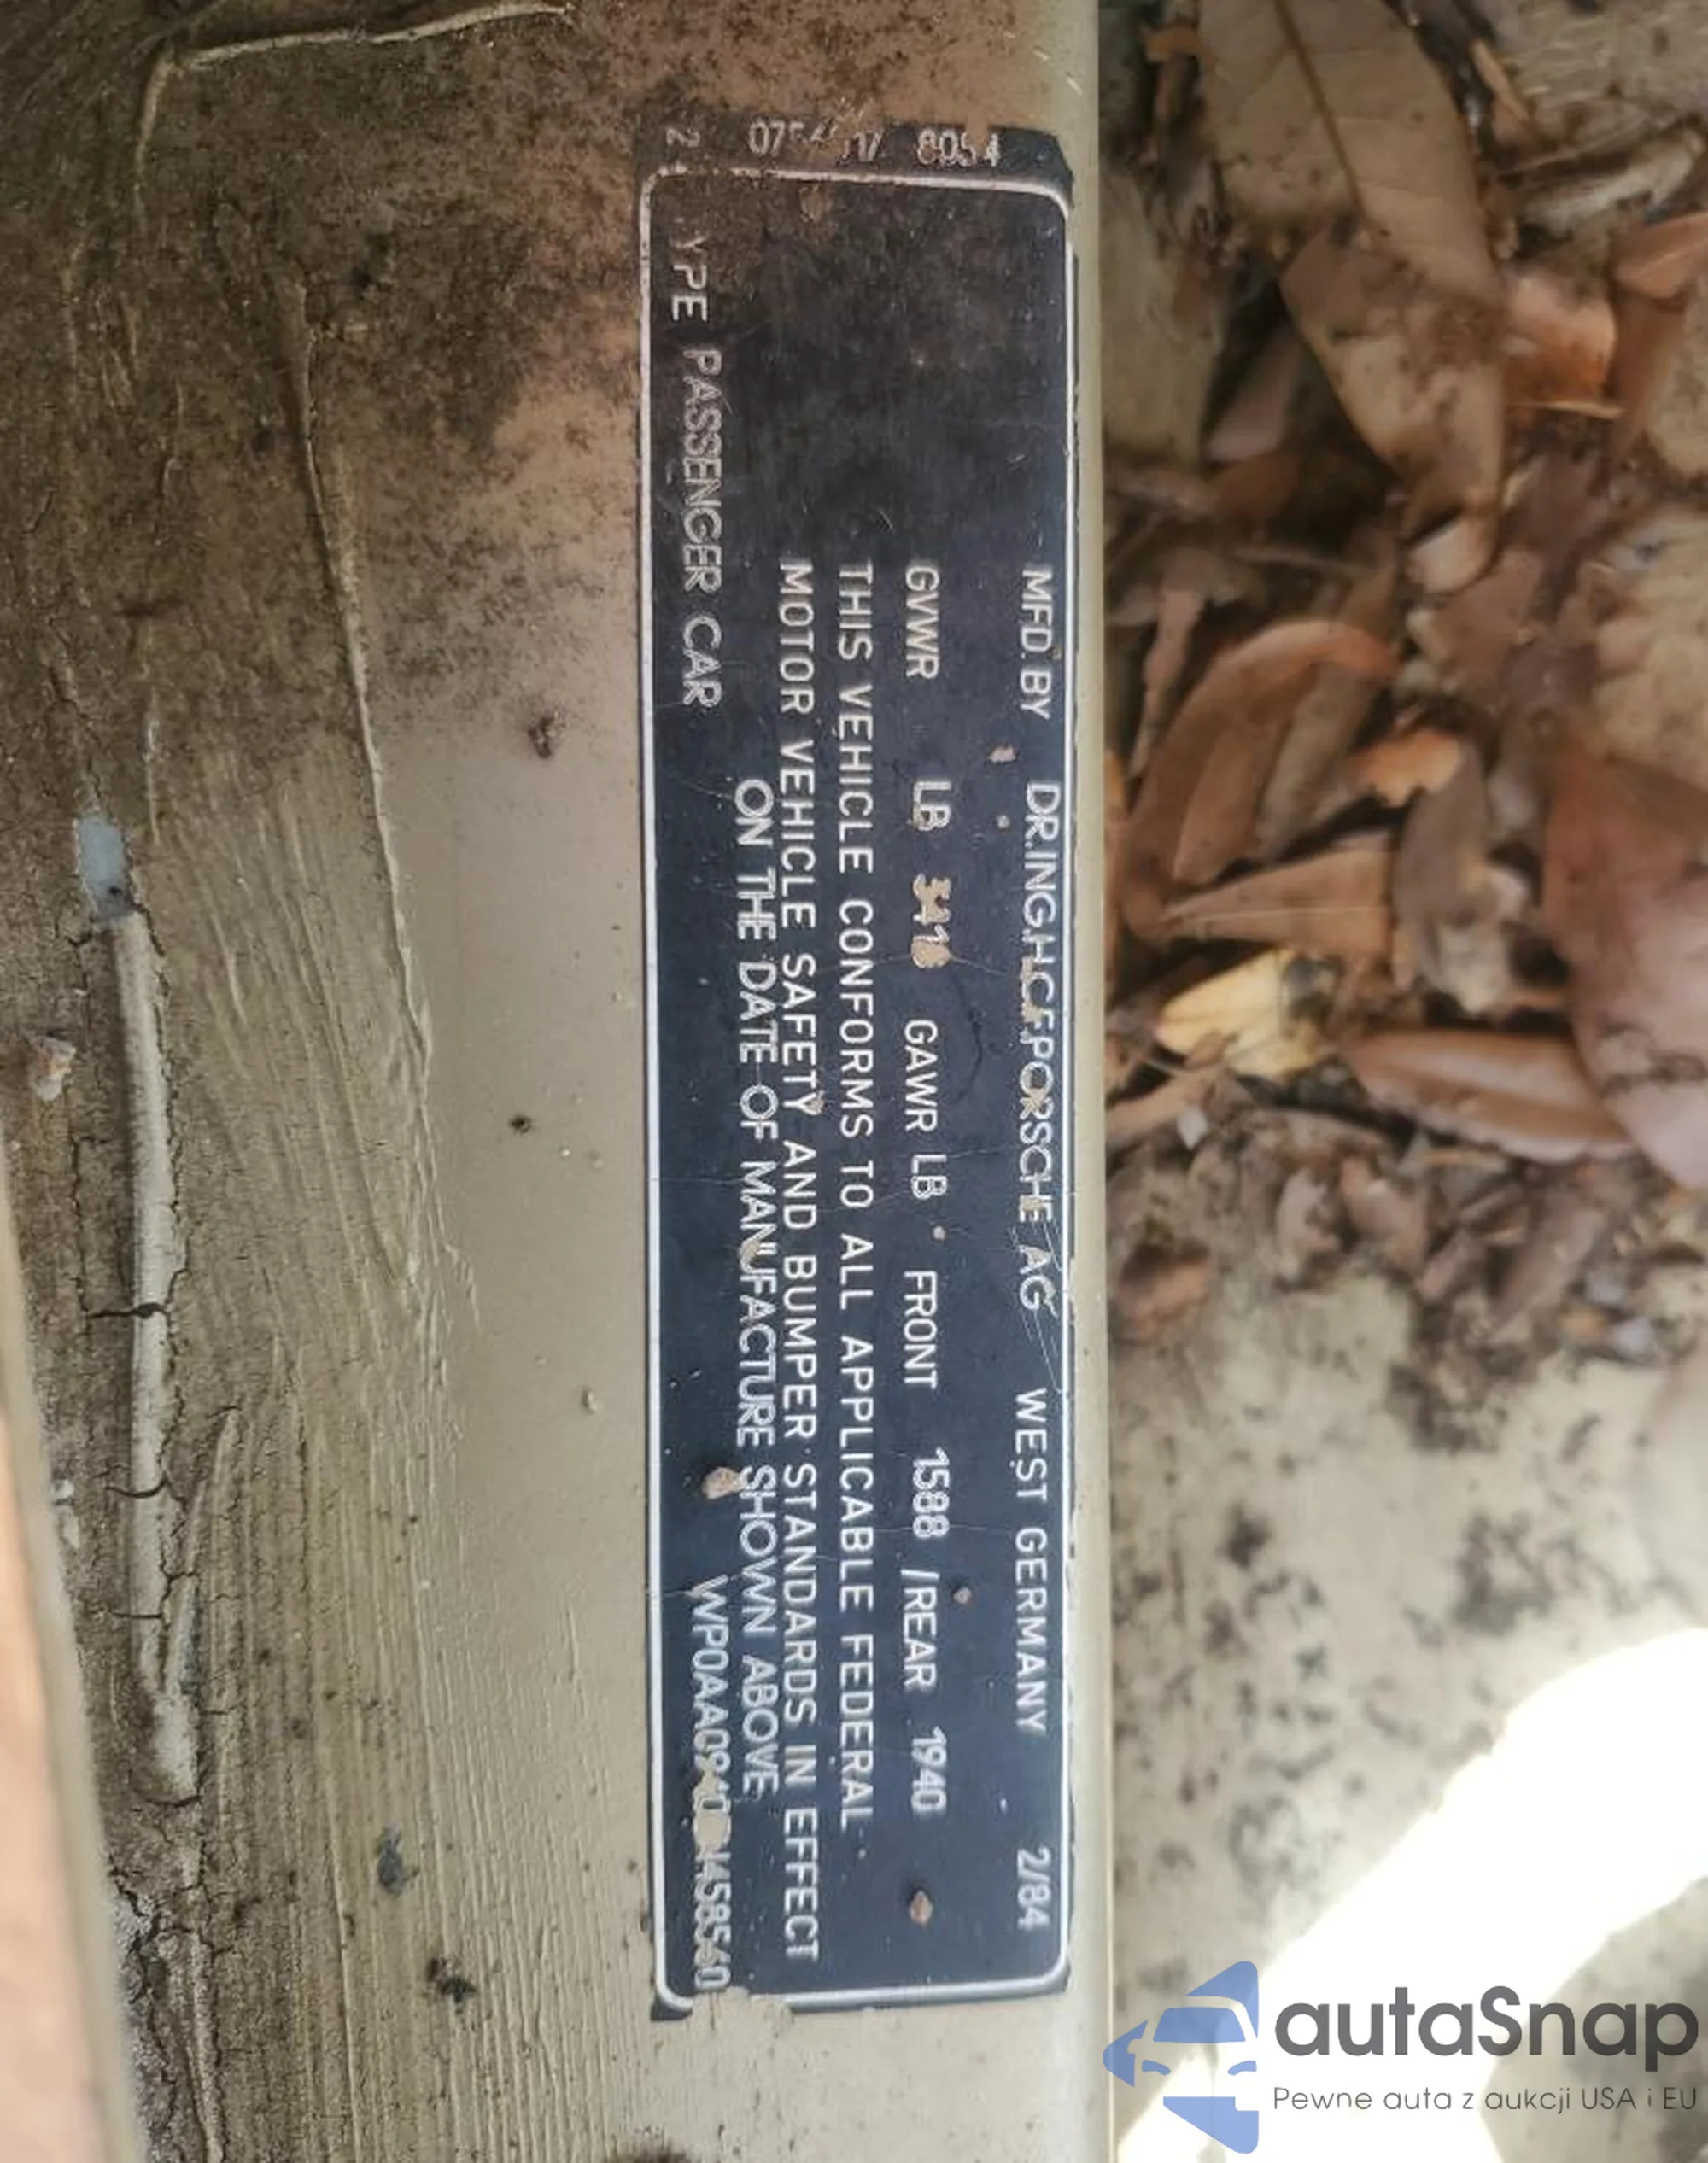 MFD.BY DR.ING.H.C.F.PORSCHE AG WEST GERMANY 2/84
GVWR LB 3418 GAWR LB FRONT 1588 /REAR 1940
THIS VEHICLE CONFORMS TO ALL APPLICABLE FEDERAL
MOTOR VEHICLE SAFETY AND BUMPER STANDARDS IN EFFECT
ON THE DATE OF MANUFACTURE SHOWN ABOVE
YPE PASSENGER CAR
autaSnap
Pewne auta z aukcji USA i EU